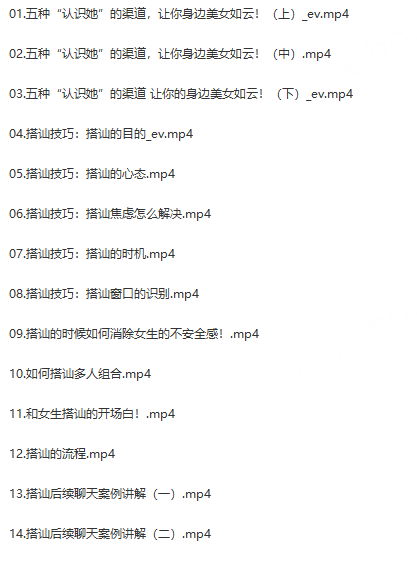 01.五种“认识她”的渠道，让你身边美女如云！（上）_ev.mp4
02.五种“认识她”的渠道，让你身边美女如云！（中）.mp4
03.五种“认识她”的渠道 让你的身边美女如云！（下）_ev.mp4
04.搭讪技巧：搭讪的目的_ev.mp4
05.搭讪技巧：搭讪的心态.mp4
06.搭讪技巧：搭讪焦虑怎么解决.mp4
07.搭讪技巧：搭讪的时机.mp4
08.搭讪技巧：搭讪窗口的识别.mp4
09.搭讪的时候如何消除女生的不安全感！.mp4
10.如何搭讪多人组合.mp4
11.和女生搭讪的开场白！.mp4
12.搭讪的流程.mp4
13.搭讪后续聊天案例讲解（一）.mp4
14.搭讪后续聊天案例讲解（二）.mp4